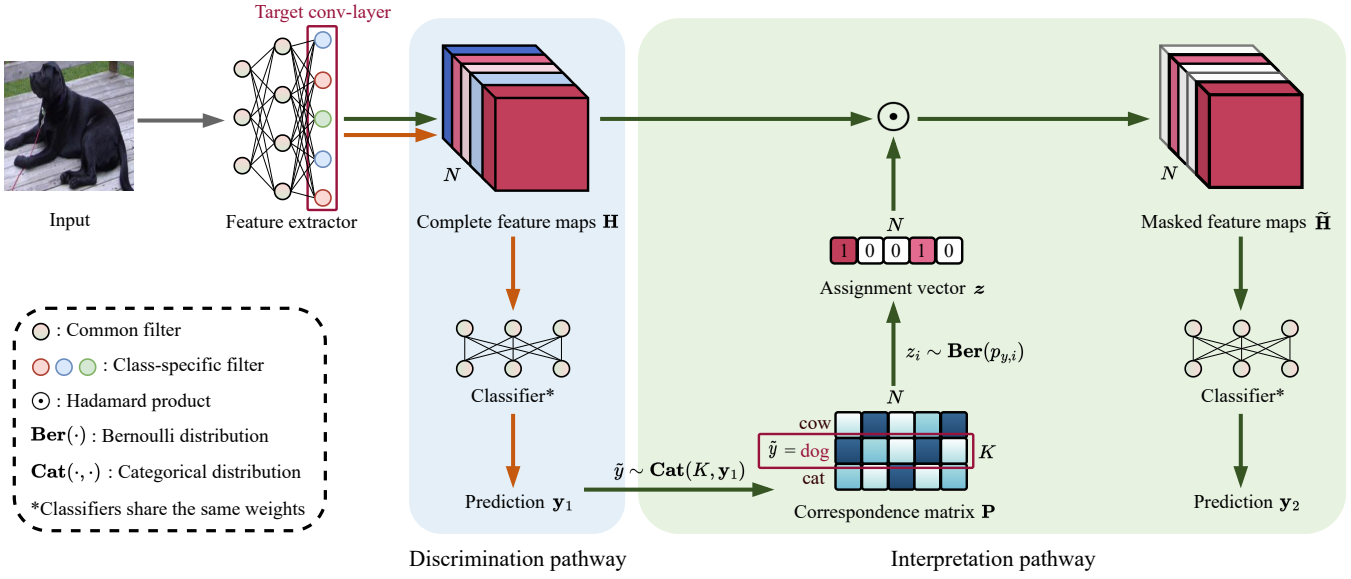 Target conv-layer
Input
Feature extractor
N
Complete feature maps H
Classifier*
Prediction y₁
Discrimination pathway
ỹ ∼ Cat(K, y₁)
N
1 0 0 1 0
Assignment vector z
z_i ∼ Ber(p_{y,i})
N
cow
ỹ = dog
K
cat
Correspondence matrix P
N
Masked feature maps H̃
Classifier*
Prediction y₂
Interpretation pathway
: Common filter
: Class-specific filter
⊙ : Hadamard product
Ber(·) : Bernoulli distribution
Cat(·, ·) : Categorical distribution
*Classifiers share the same weights